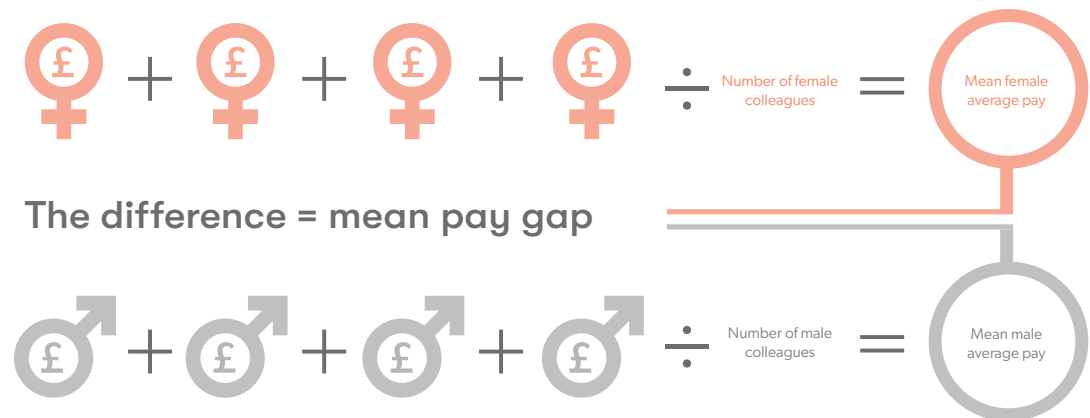 £ + £ + £ + £ ÷ Number of female
colleagues = Mean female
average pay
The difference = mean pay gap
£ + £ + £ + £ ÷ Number of male
colleagues = Mean male
average pay